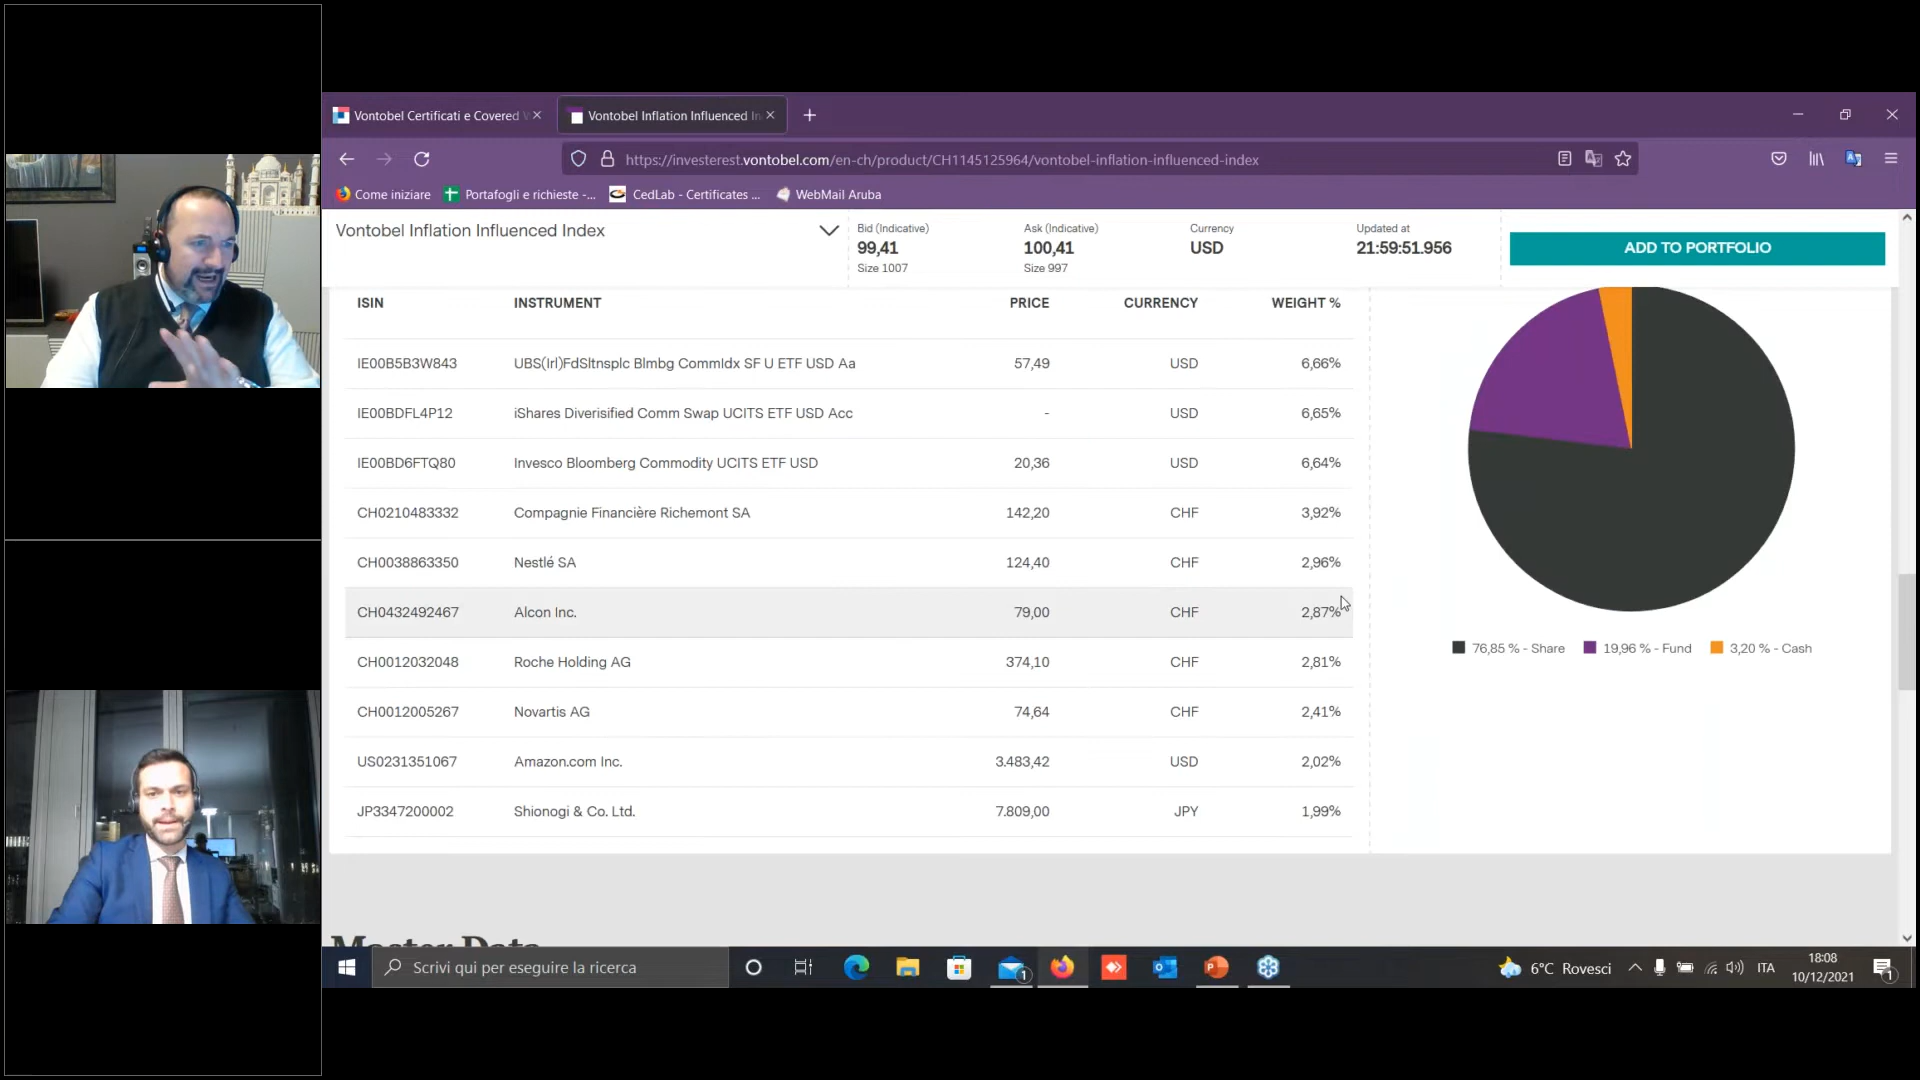 Vontobel Certificati e Covered
Vontobel Inflation Influenced In
https://investerest.vontobel.com/en-ch/product/CH1145125964/vontobel-inflation-influenced-index
Come iniziare
Portafogli e richieste -...
CedLab - Certificates ...
WebMail Aruba
Vontobel Inflation Influenced Index
Bid (Indicative) Ask (Indicative) Currency Updated at
99,41 100,41 USD 21:59:51.956
Size 1007 Size 997
ADD TO PORTFOLIO
ISIN INSTRUMENT PRICE CURRENCY WEIGHT %
IE00B5B3W843 UBS(Irl)FdSltnsplc Blmbg CommIdx SF U ETF USD Aa 57,49 USD 6,66%
IE00BDFL4P12 iShares Diverisified Comm Swap UCITS ETF USD Acc - USD 6,65%
IE00BD6FTQ80 Invesco Bloomberg Commodity UCITS ETF USD 20,36 USD 6,64%
CH0210483332 Compagnie Financière Richemont SA 142,20 CHF 3,92%
CH0038863350 Nestlé SA 124,40 CHF 2,96%
CH0432492467 Alcon Inc. 79,00 CHF 2,87%
CH0012032048 Roche Holding AG 374,10 CHF 2,81%
CH0012005267 Novartis AG 74,64 CHF 2,41%
US0231351067 Amazon.com Inc. 3.483,42 USD 2,02%
JP3347200002 Shionogi & Co. Ltd. 7.809,00 JPY 1,99%
76,85 % - Share 19,96 % - Fund 3,20 % - Cash
Master Data
Scrivi qui per eseguire la ricerca
1
6°C Rovesci
ITA
18:08
10/12/2021
1